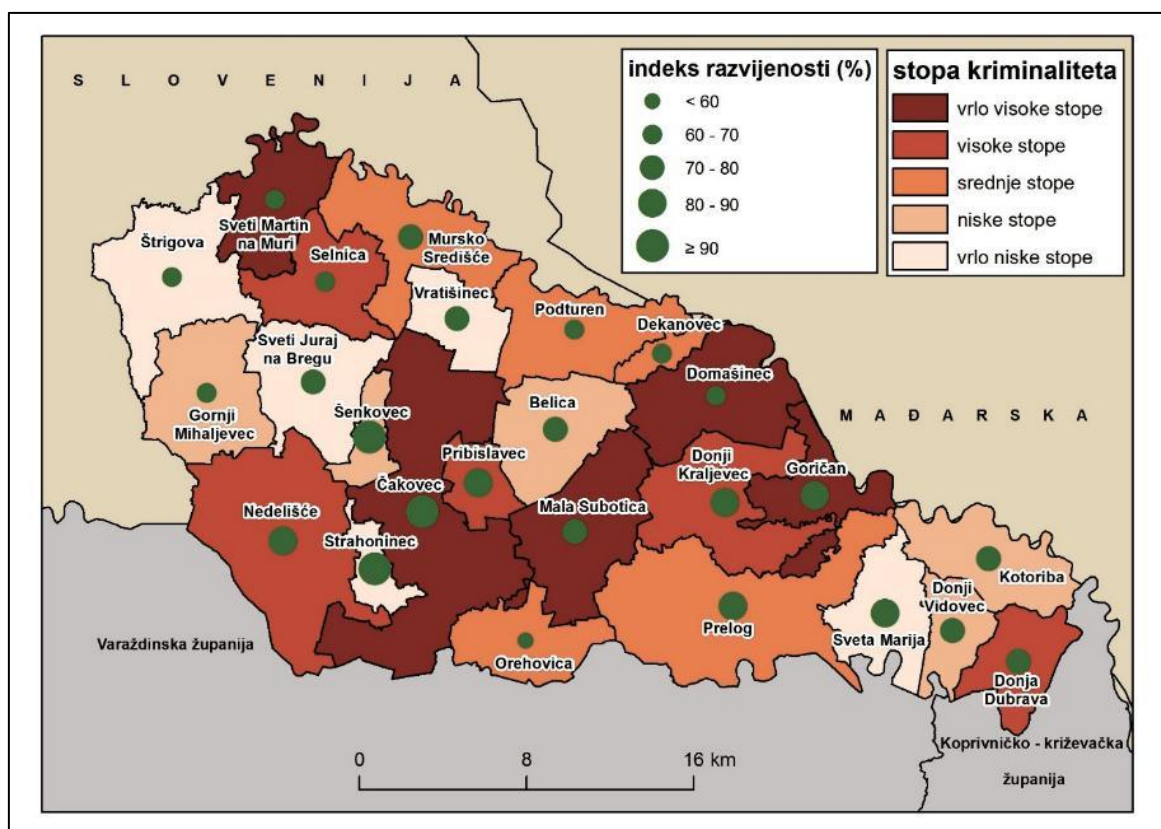 S L O V E N I J A
indeks razvijenosti (%)
< 60
60 - 70
70 - 80
80 - 90
≥ 90
stopa kriminaliteta
vrlo visoke stope
visoke stope
srednje stope
niske stope
vrlo niske stope
Sveti Martin
na Muri
Štrigova
Selnica
Mursko
Središće
Vratišinec
Podturen
Dekanovec
Sveti Juraj
na Bregu
Domašinec
Gornji
Mihaljevec
Šenkovec
Belica
M A Đ A R S K A
Pribislavec
Donji
Kraljevec
Goričan
Čakovec
Nedelišće
Mala Subotica
Strahoninec
Kotoriba
Donji
Vidovec
Prelog
Sveta Marija
Varaždinska županija
Orehovica
Donja
Dubrava
Koprivničko - križevačka
županija
0 8 16 km